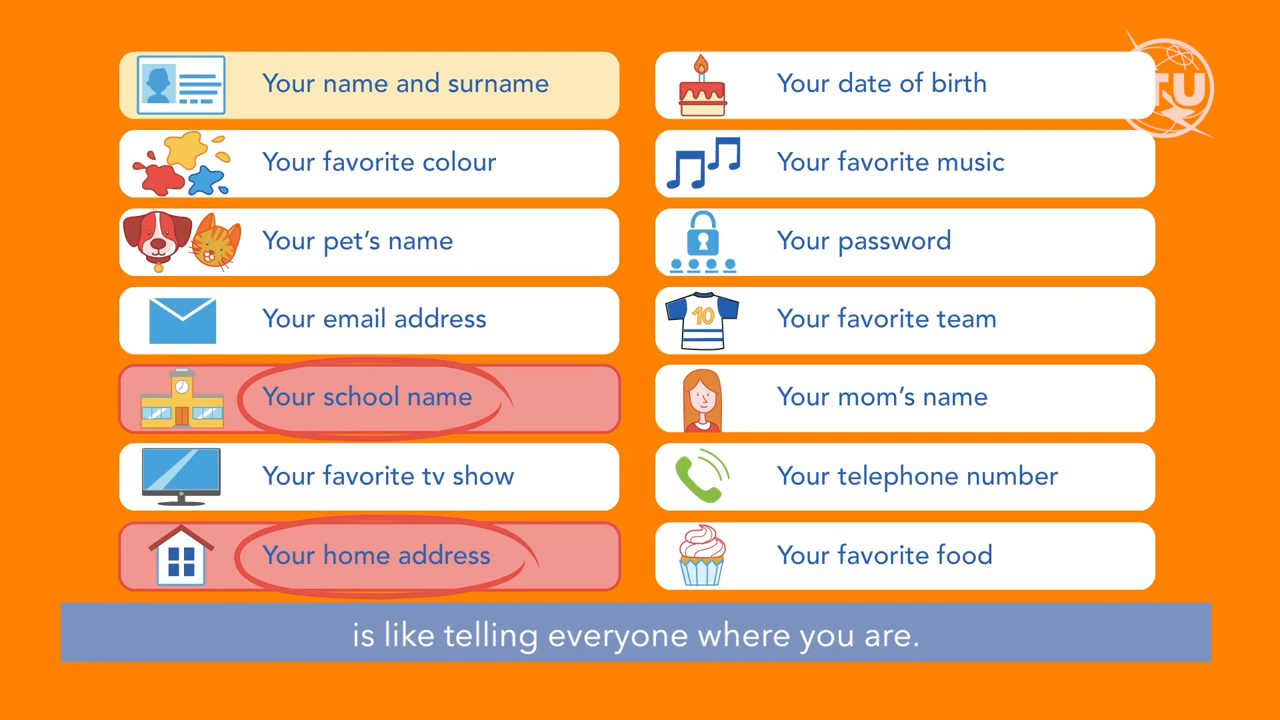 Your name and surname
Your date of birth
ITU
Your favorite colour
Your favorite music
Your pet's name
Your password
Your email address
10
Your favorite team
Your school name
Your mom's name
Your favorite tv show
Your telephone number
Your home address
Your favorite food
is like telling everyone where you are.